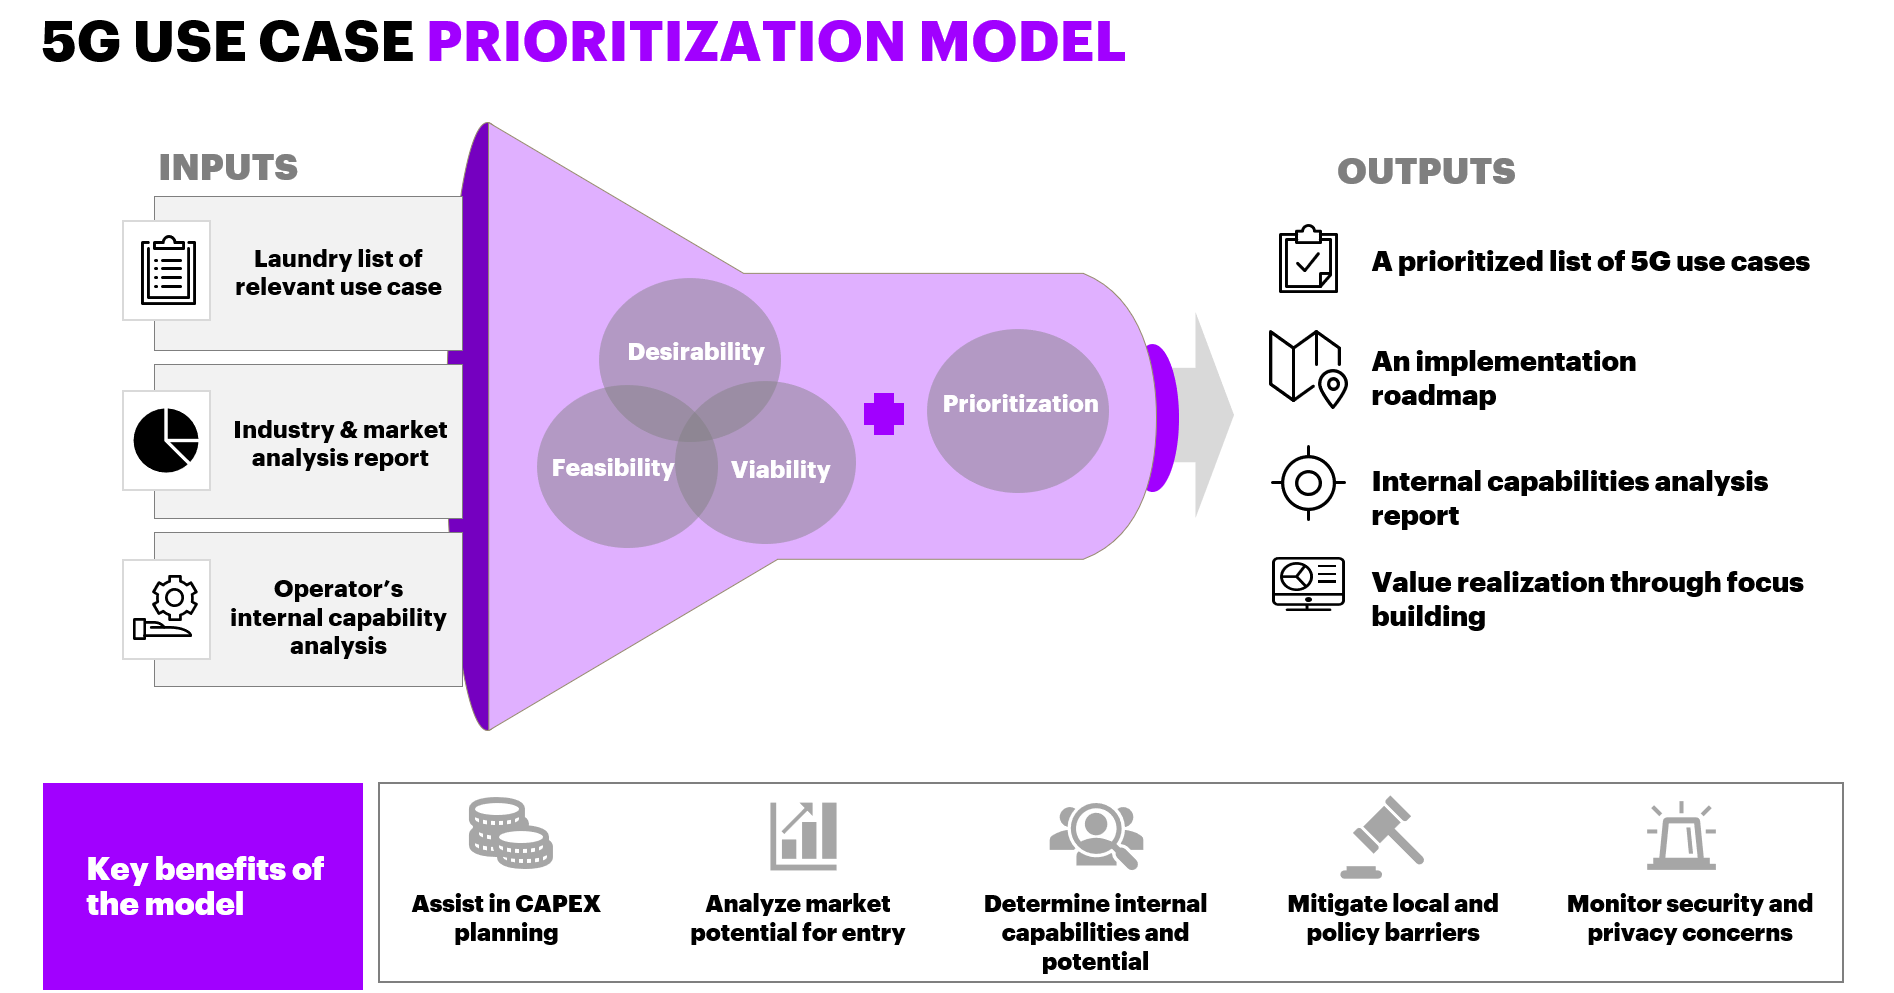 5G USE CASE PRIORITIZATION MODEL
INPUTS
Laundry list of
relevant use case
Industry & market
analysis report
Operator’s
internal capability
analysis
Desirability
Feasibility
Viability
Prioritization
OUTPUTS
A prioritized list of 5G use cases
An implementation
roadmap
Internal capabilities analysis
report
Value realization through focus
building
Key benefits of
the model
Assist in CAPEX
planning
Analyze market
potential for entry
Determine internal
capabilities and
potential
Mitigate local and
policy barriers
Monitor security and
privacy concerns